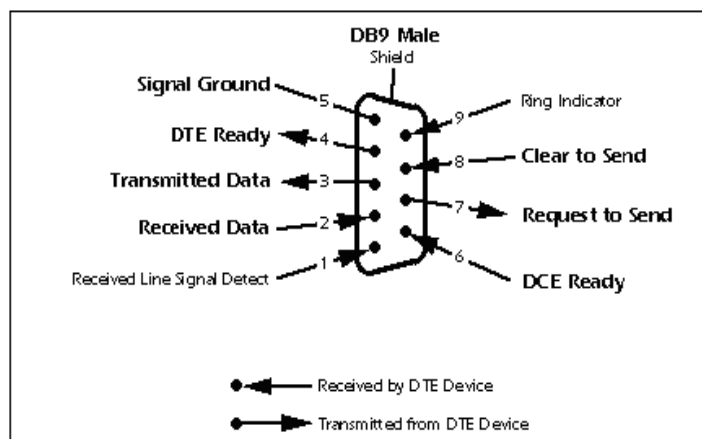 DB9 Male
Shield
Signal Ground
5
9
Ring Indicator
DTE Ready
4
8
Clear to Send
Transmitted Data
3
7
Request to Send
Received Data
2
6
DCE Ready
Received Line Signal Detect
1
Received by DTE Device
Transmitted from DTE Device